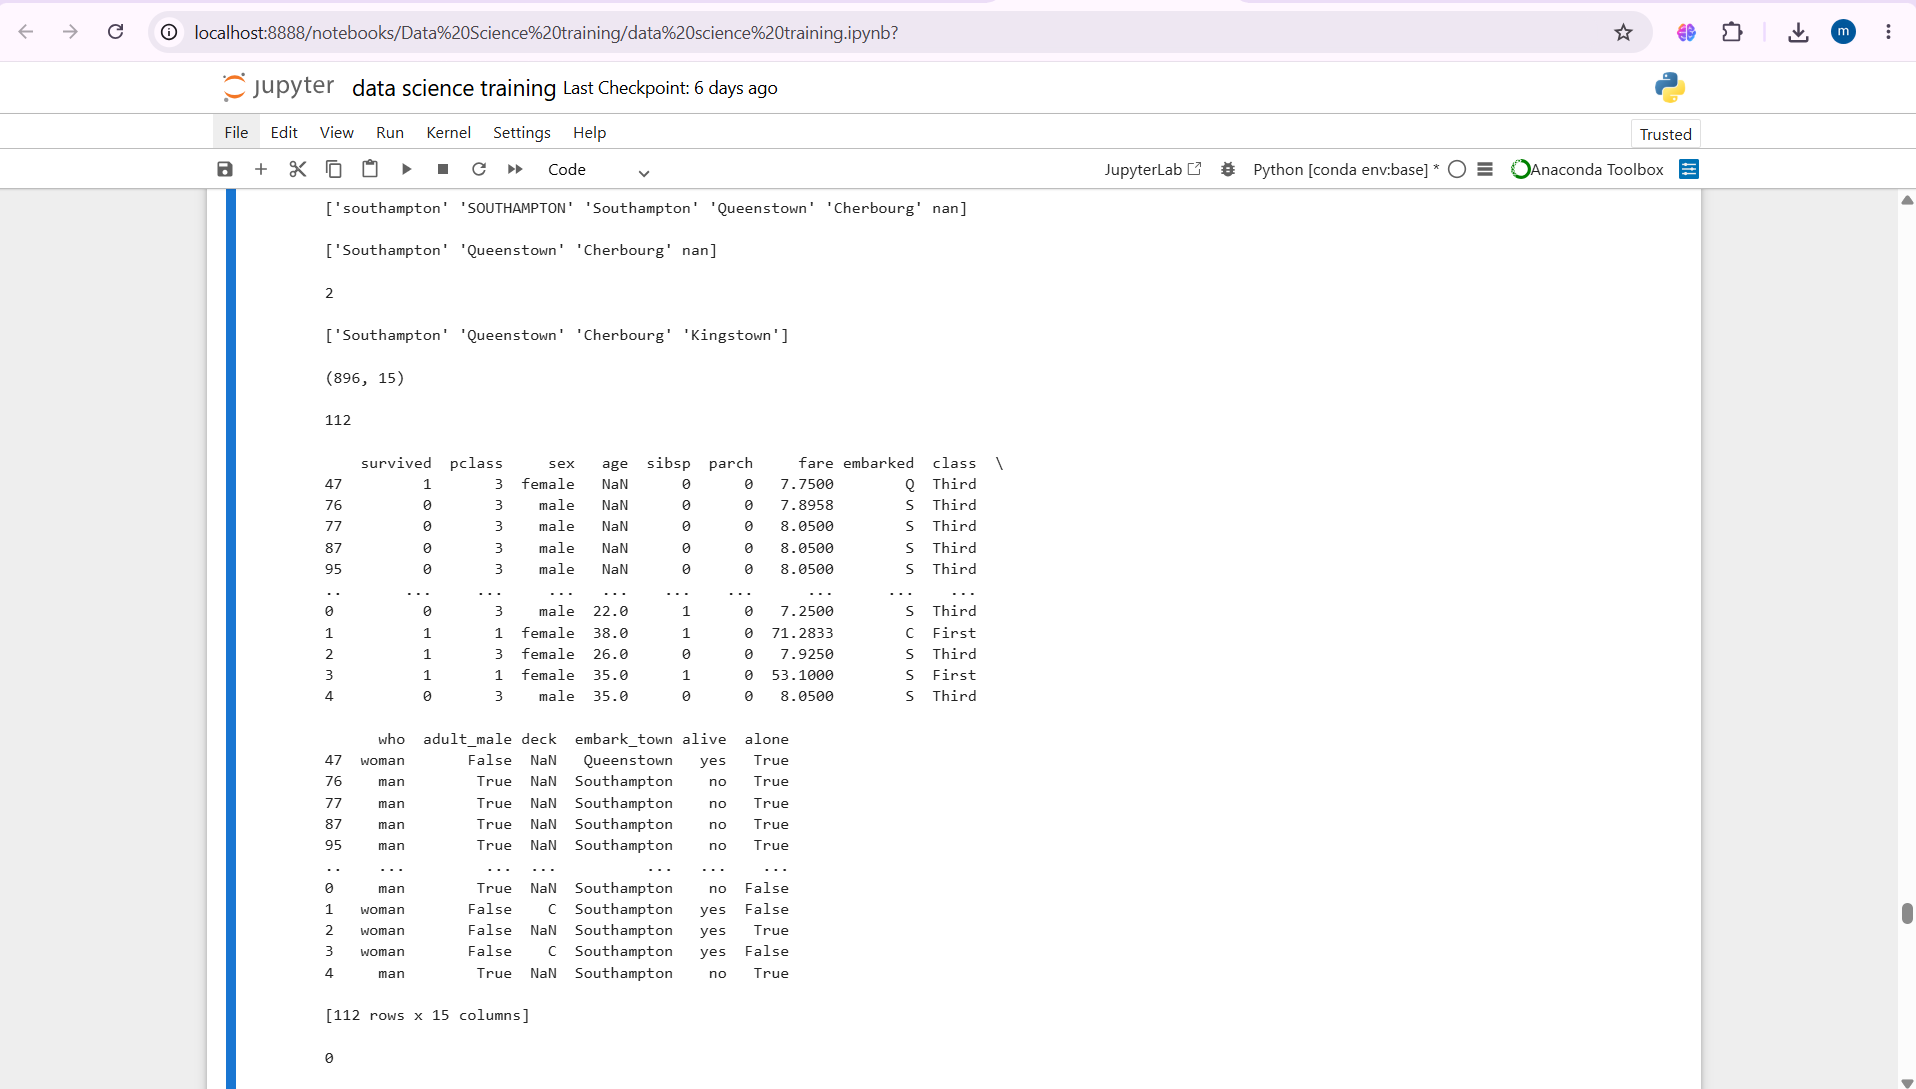 localhost:8888/notebooks/Data%20Science%20training/data%20science%20training.ipynb?
m
jupyter data science training Last Checkpoint: 6 days ago
File Edit View Run Kernel Settings Help
Trusted
Code JupyterLab Python [conda env:base] * Anaconda Toolbox
['southampton' 'SOUTHAMPTON' 'Southampton' 'Queenstown' 'Cherbourg' nan]
['Southampton' 'Queenstown' 'Cherbourg' nan]
2
['Southampton' 'Queenstown' 'Cherbourg' 'Kingstown']
(896, 15)
112
survived pclass sex age sibsp parch fare embarked class \
47 1 3 female NaN 0 0 7.7500 Q Third
76 0 3 male NaN 0 0 7.8958 S Third
77 0 3 male NaN 0 0 8.0500 S Third
87 0 3 male NaN 0 0 8.0500 S Third
95 0 3 male NaN 0 0 8.0500 S Third
.. ... ... ... ... ... ... ... ... ...
0 0 3 male 22.0 1 0 7.2500 S Third
1 1 1 female 38.0 1 0 71.2833 C First
2 1 3 female 26.0 0 0 7.9250 S Third
3 1 1 female 35.0 1 0 53.1000 S First
4 0 3 male 35.0 0 0 8.0500 S Third
who adult_male deck embark_town alive alone
47 woman False NaN Queenstown yes True
76 man True NaN Southampton no True
77 man True NaN Southampton no True
87 man True NaN Southampton no True
95 man True NaN Southampton no True
.. ... ... ... ... ... ...
0 man True NaN Southampton no False
1 woman False C Southampton yes False
2 woman False NaN Southampton yes True
3 woman False C Southampton yes False
4 man True NaN Southampton no True
[112 rows x 15 columns]
0